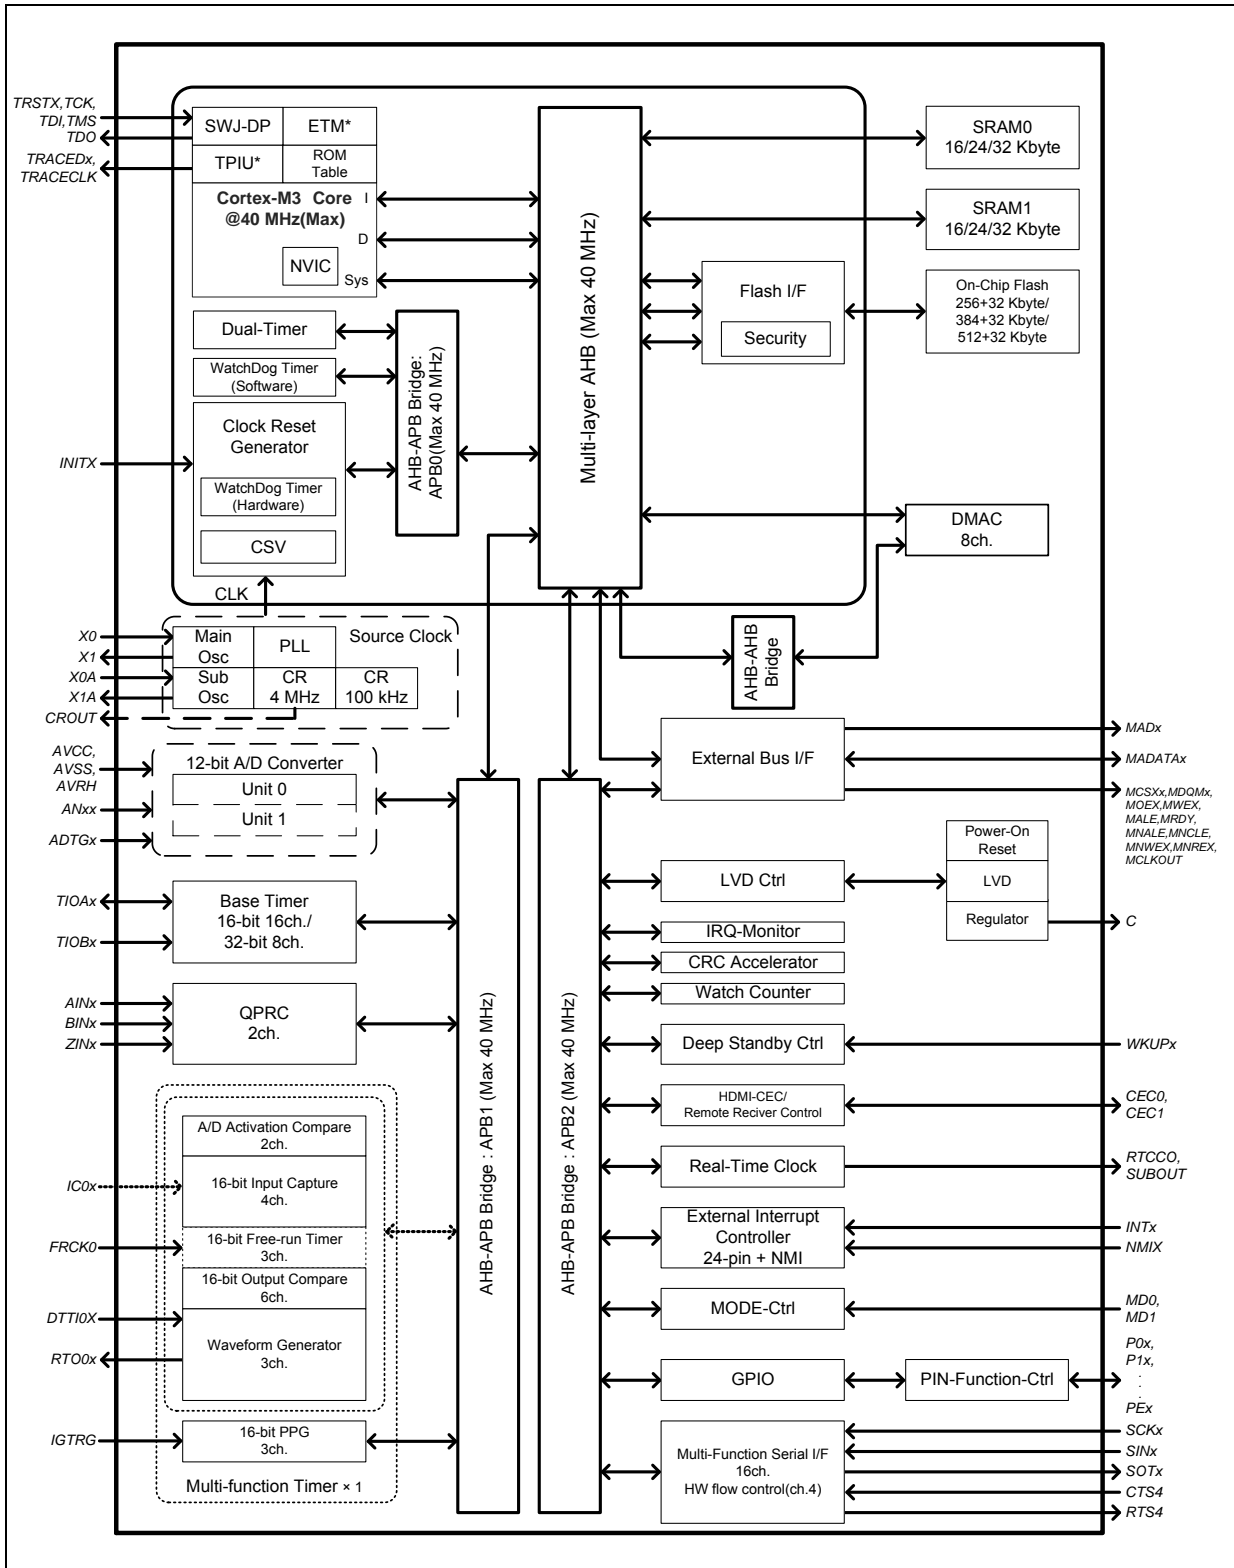 TRSTX,TCK,
TDI,TMS
TDO
TRACEDx,
TRACECLK
SWJ-DP
ETM*
TPIU*
ROM
Table
Cortex-M3 Core
@40 MHz(Max)
I
D
Sys
NVIC
Dual-Timer
WatchDog Timer
(Software)
Clock Reset
Generator
WatchDog Timer
(Hardware)
CSV
INITX
CLK
AHB-APB Bridge:
APB0(Max 40 MHz)
Multi-layer AHB (Max 40 MHz)
SRAM0
16/24/32 Kbyte
SRAM1
16/24/32 Kbyte
Flash I/F
Security
On-Chip Flash
256+32 Kbyte/
384+32 Kbyte/
512+32 Kbyte
DMAC
8ch.
AHB-AHB
Bridge
X0
X1
X0A
X1A
CROUT
Main
Osc
PLL
Source Clock
Sub
Osc
CR
4 MHz
CR
100 kHz
AVCC,
AVSS,
AVRH
ANxx
ADTGx
12-bit A/D Converter
Unit 0
Unit 1
TIOAx
TIOBx
Base Timer
16-bit 16ch./
32-bit 8ch.
AINx
BINx
ZINx
QPRC
2ch.
A/D Activation Compare
2ch.
IC0x
16-bit Input Capture
4ch.
FRCK0
16-bit Free-run Timer
3ch.
16-bit Output Compare
6ch.
DTTI0X
RTO0x
Waveform Generator
3ch.
IGTRG
16-bit PPG
3ch.
Multi-function Timer × 1
AHB-APB Bridge : APB1 (Max 40 MHz)
AHB-APB Bridge : APB2 (Max 40 MHz)
External Bus I/F
MADx
MADATAx
MCSXx,MDQMx,
MOEX,MWEX,
MALE,MRDY,
MNALE,MNCLE,
MNWEX,MNREX,
MCLKOUT
LVD Ctrl
Power-On
Reset
LVD
Regulator
C
IRQ-Monitor
CRC Accelerator
Watch Counter
Deep Standby Ctrl
WKUPx
HDMI-CEC/
Remote Reciver Control
CEC0,
CEC1
Real-Time Clock
RTCCO,
SUBOUT
External Interrupt
Controller
24-pin + NMI
INTx
NMIX
MODE-Ctrl
MD0,
MD1
GPIO
PIN-Function-Ctrl
P0x,
P1x,
:
:
PEx
Multi-Function Serial I/F
16ch.
HW flow control(ch.4)
SCKx
SINx
SOTx
CTS4
RTS4